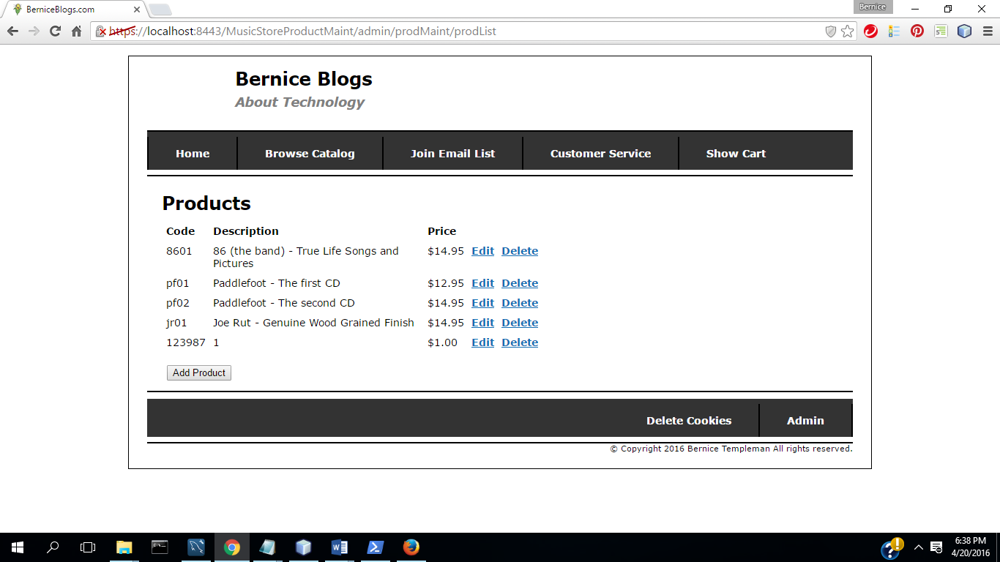 BerniceBlogs.com
Bernice
https://localhost:8443/MusicStoreProductMaint/admin/prodMaint/prodList
Bernice Blogs
About Technology
Home Browse Catalog Join Email List Customer Service Show Cart
Products
Code Description Price
8601 86 (the band) - True Life Songs and $14.95 Edit Delete
Pictures
pf01 Paddlefoot - The first CD $12.95 Edit Delete
pf02 Paddlefoot - The second CD $14.95 Edit Delete
jr01 Joe Rut - Genuine Wood Grained Finish $14.95 Edit Delete
123987 1 $1.00 Edit Delete
Add Product
Delete Cookies Admin
© Copyright 2016 Bernice Templeman All rights reserved.
6:38 PM
4/20/2016